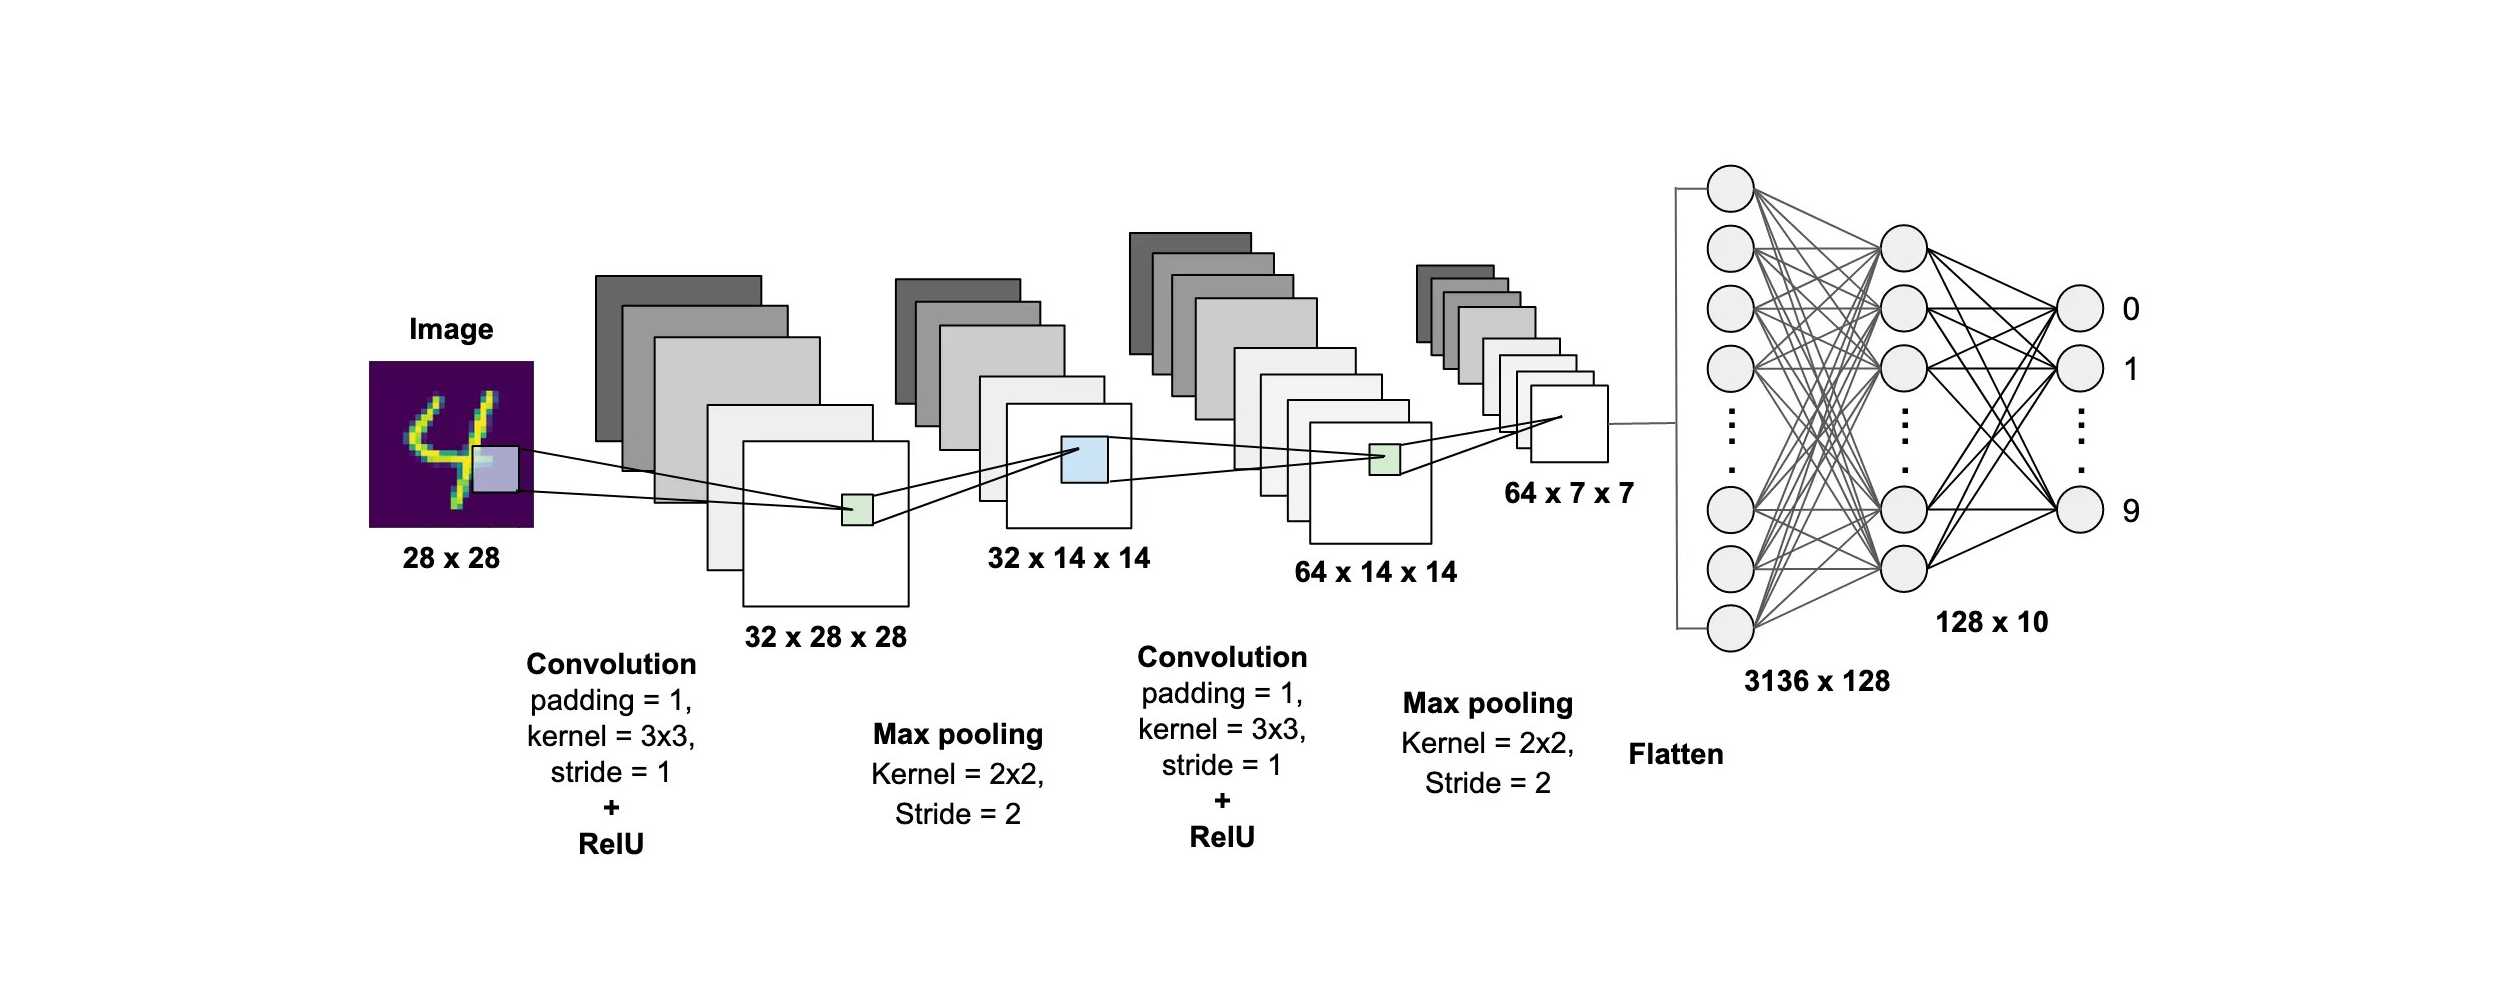 Image
28 x 28
Convolution
padding = 1,
kernel = 3x3,
stride = 1
+
RelU
32 x 28 x 28
Max pooling
Kernel = 2x2,
Stride = 2
32 x 14 x 14
Convolution
padding = 1,
kernel = 3x3,
stride = 1
+
RelU
64 x 14 x 14
Max pooling
Kernel = 2x2,
Stride = 2
64 x 7 x 7
Flatten
3136 x 128
128 x 10
0
1
9